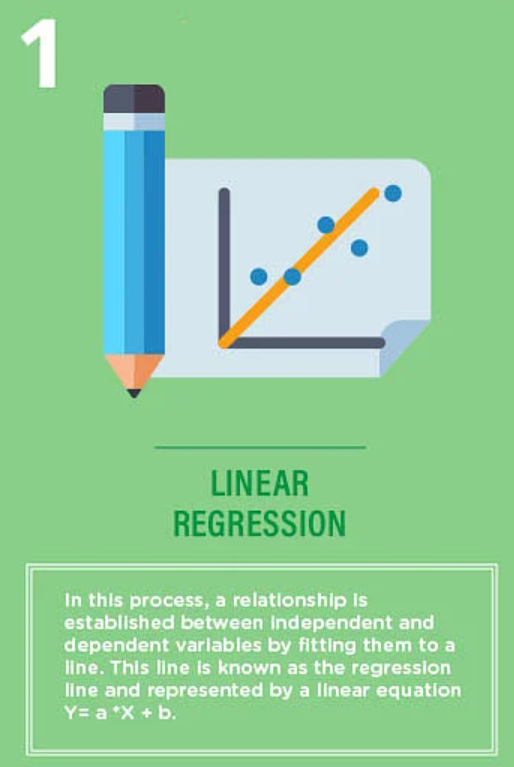 1
LINEAR
REGRESSION
In this process, a relationship is
established between independent and
dependent variables by fitting them to a
line. This line is known as the regression
line and represented by a linear equation
Y= a *X + b.